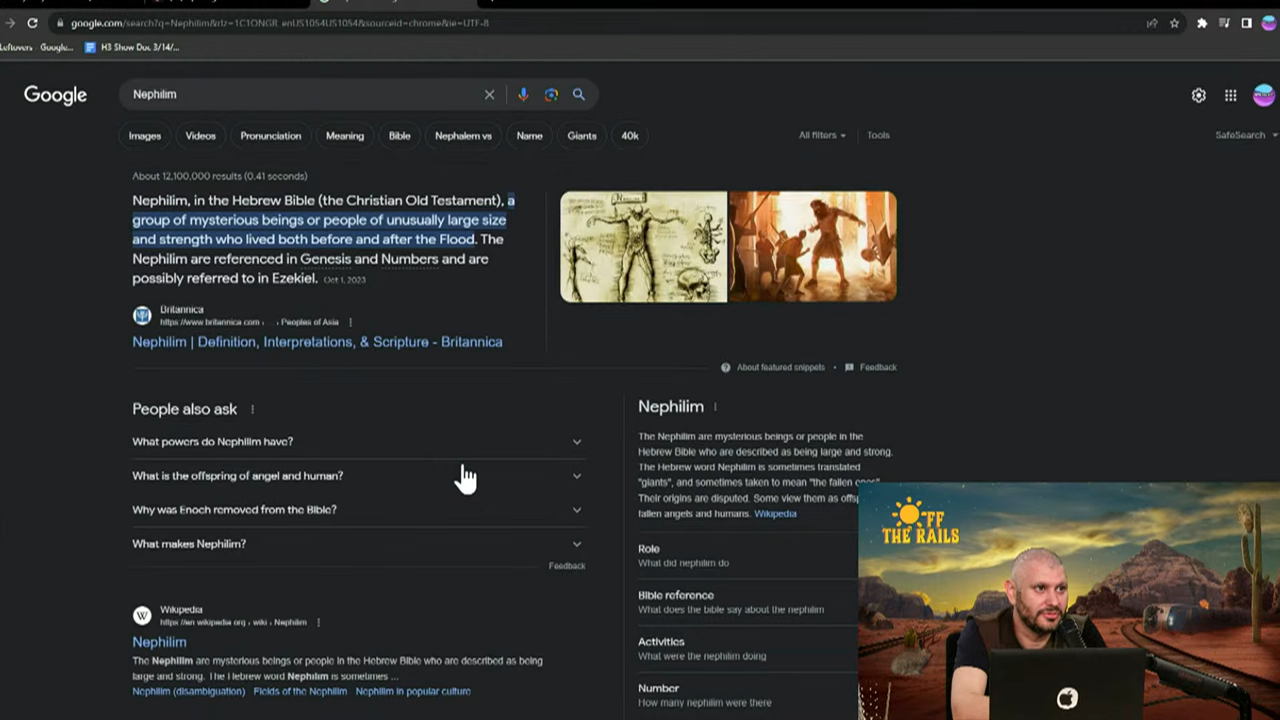 google.com/search?q=Nephilim&rlz=1C1ONGR_enUS1054US1054&sourceid=chrome&ie=UTF-8
Leftovers - Google...
H3 Show Doc 3/14/...
Google
Nephilim
Images
Videos
Pronunciation
Meaning
Bible
Nephalem vs
Name
Giants
40k
All filters
Tools
SafeSearch
About 12,100,000 results (0.41 seconds)
Nephilim, in the Hebrew Bible (the Christian Old Testament), a
group of mysterious beings or people of unusually large size
and strength who lived both before and after the Flood. The
Nephilim are referenced in Genesis and Numbers and are
possibly referred to in Ezekiel. Oct 1, 2023
Britannica
https://www.britannica.com › ... › Peoples of Asia
Nephilim | Definition, Interpretations, & Scripture - Britannica
About featured snippets • Feedback
People also ask
What powers do Nephilim have?
What is the offspring of angel and human?
Why was Enoch removed from the Bible?
What makes Nephilim?
Feedback
Wikipedia
https://en.wikipedia.org › wiki › Nephilim
Nephilim
The Nephilim are mysterious beings or people in the Hebrew Bible who are described as being
large and strong. The Hebrew word Nephilim is sometimes ...
Nephilim (disambiguation) Fields of the Nephilim Nephilim in popular culture
Nephilim
The Nephilim are mysterious beings or people in the
Hebrew Bible who are described as being large and strong.
The Hebrew word Nephilim is sometimes translated
"giants", and sometimes taken to mean "the fallen ones".
Their origins are disputed. Some view them as offsp
fallen angels and humans. Wikipedia
Role
What did nephilim do
Bible reference
What does the bible say about the nephilim
Activities
What were the nephilim doing
Number
How many nephilim were there
OFF
THE RAILS